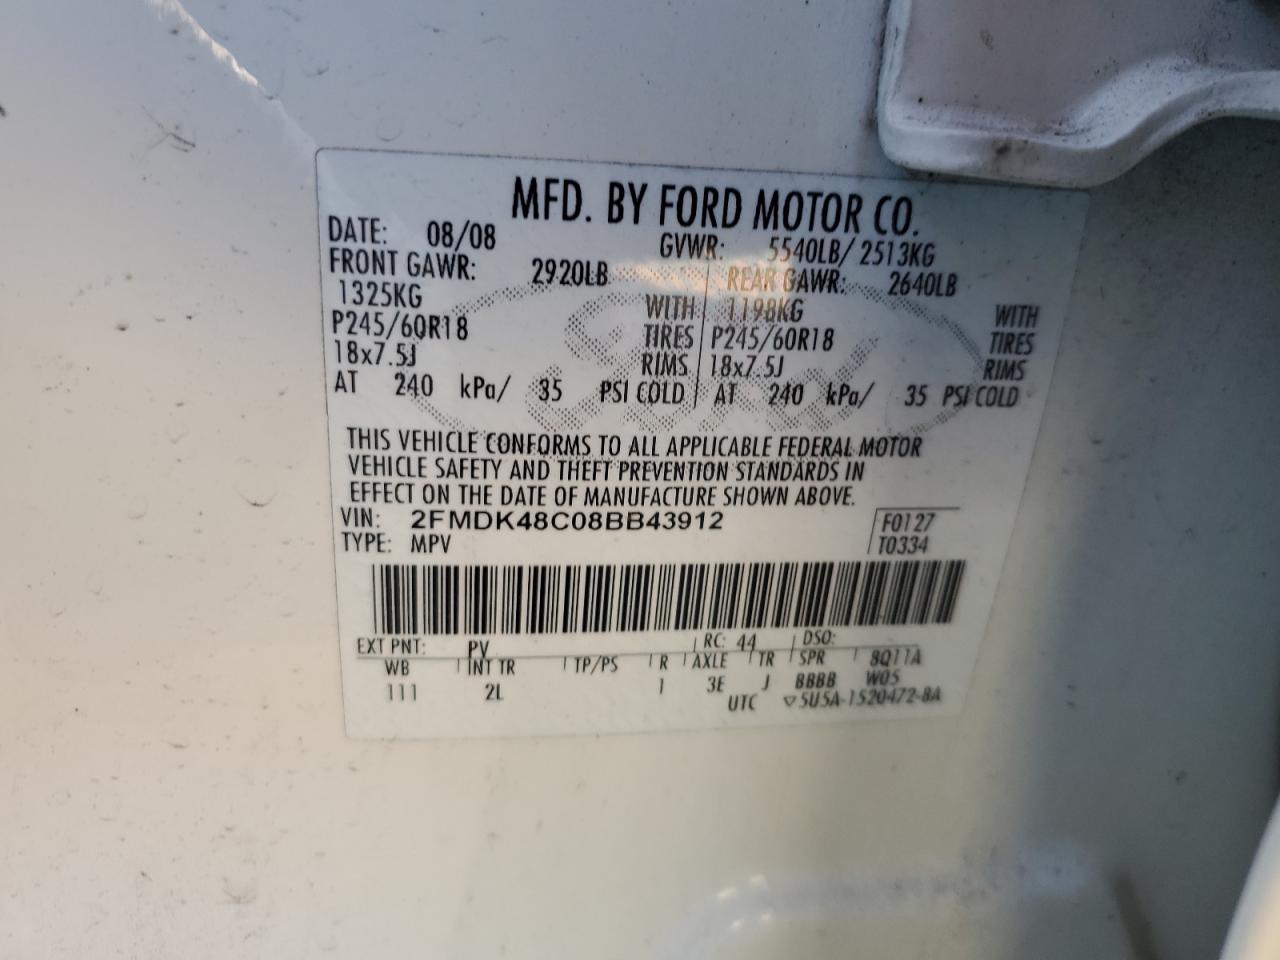 MFD. BY FORD MOTOR CO.
DATE: 08/08 GVWR: 5540LB/ 2513KG
FRONT GAWR: 2920LB REAR GAWR: 2640LB
1325KG WITH 1198KG WITH
P245/60R18 TIRES P245/60R18 TIRES
18x7.5J RIMS 18x7.5J RIMS
AT 240 kPa/ 35 PSI COLD AT 240 kPa/ 35 PSI COLD
THIS VEHICLE CONFORMS TO ALL APPLICABLE FEDERAL MOTOR
VEHICLE SAFETY AND THEFT PREVENTION STANDARDS IN
EFFECT ON THE DATE OF MANUFACTURE SHOWN ABOVE.
VIN: 2FMDK48C08BB43912 F0127
TYPE: MPV T0334
EXT PNT: PV RC: 44 DSO:
WB INT TR TP/PS R AXLE TR SPR 8Q11A
111 2L 1 3E J BBBB W05
UTC ▽5U5A-1520472-8A